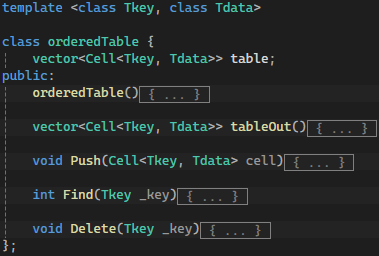 template <class Tkey, class Tdata>
class orderedTable {
vector<Cell<Tkey, Tdata>> table;
public:
orderedTable(){ ... }
vector<Cell<Tkey, Tdata>> tableOut(){ ... }
void Push(Cell<Tkey, Tdata> cell){ ... }
int Find(Tkey _key){ ... }
void Delete(Tkey _key){ ... }
};